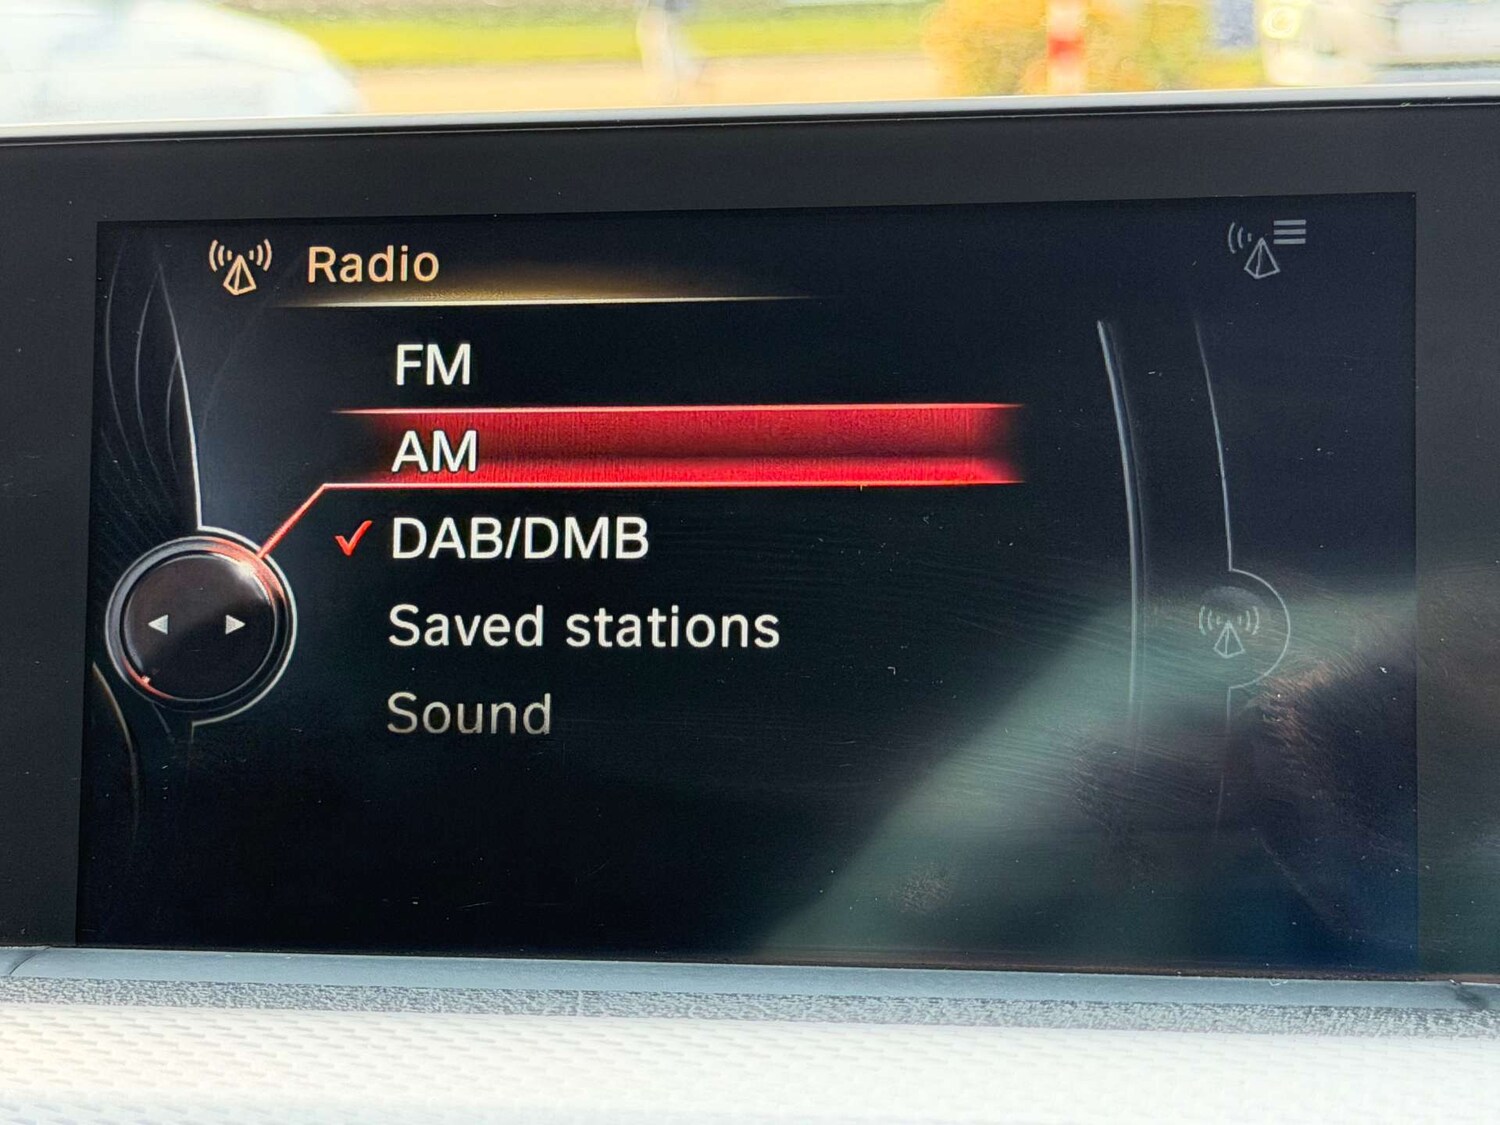 Radio
FM
AM
DAB/DMB
Saved stations
Sound